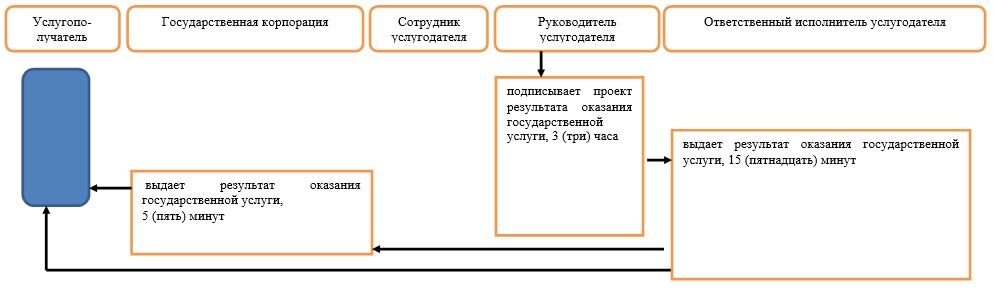 Услугопо-
лучатель
Государственная корпорация
Сотрудник
услугодателя
Руководитель
услугодателя
Ответственный исполнитель услугодателя
подписывает проект
результата оказания
государственной
услуги, 3 (три) часа
выдает результат оказания государственной
услуги, 15 (пятнадцать) минут
выдает результат оказания
государственной услуги,
5 (пять) минут